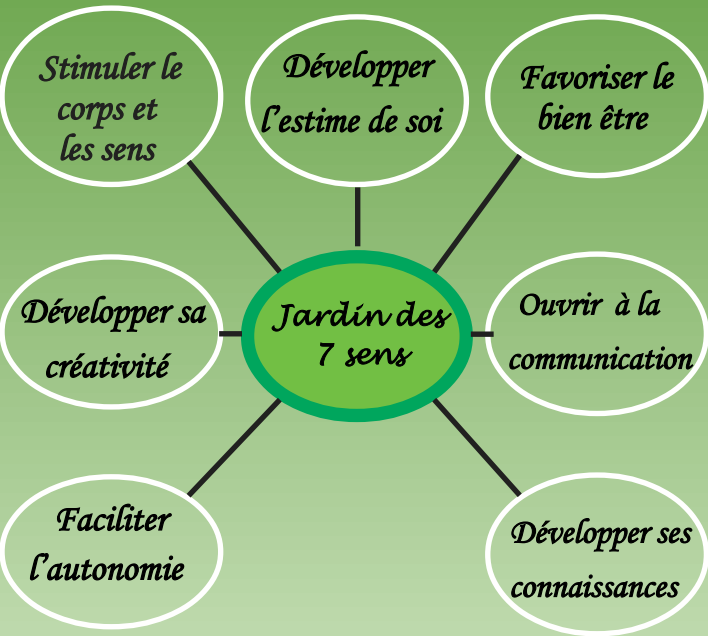 Stimuler le
corps et
les sens
Développer
l'estime de soi
Favoriser le
bien être
Développer sa
créativité
Jardin des
7 sens
Ouvrir à la
communication
Faciliter
l'autonomie
Développer ses
connaissances